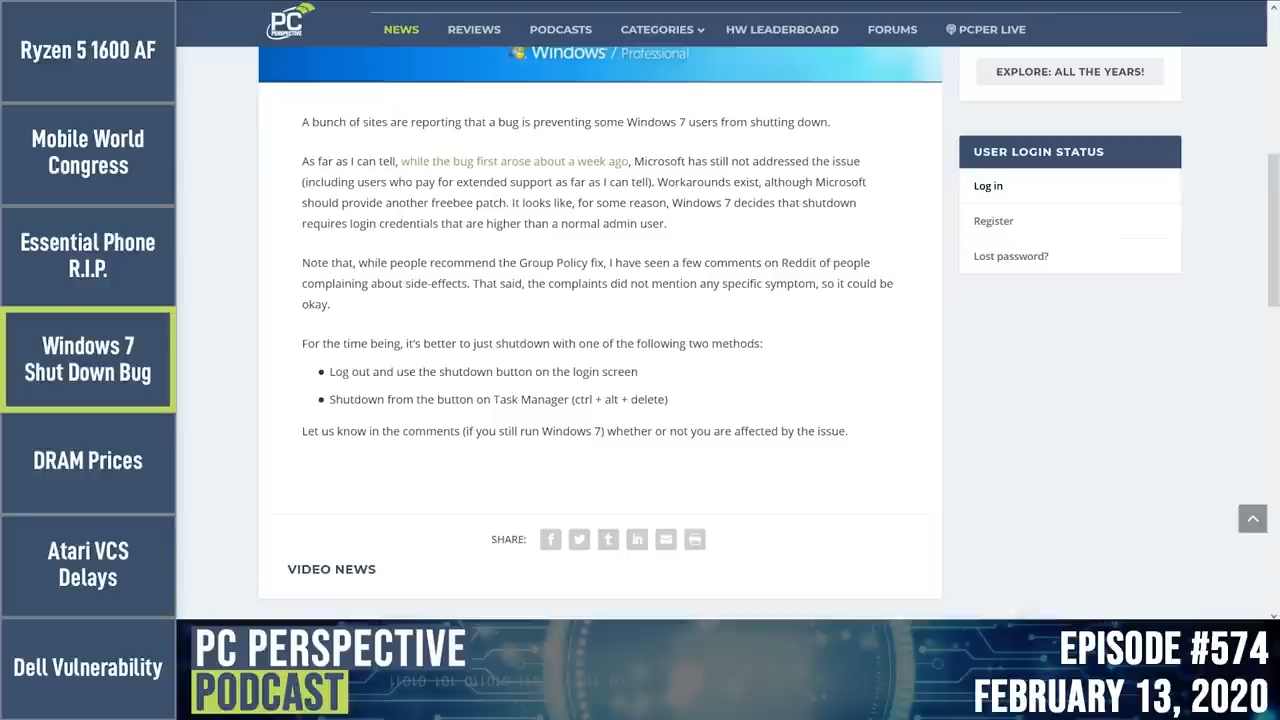 Ryzen 5 1600 AF
Mobile World
Congress
Essential Phone
R.I.P.
Windows 7
Shut Down Bug
DRAM Prices
Atari VCS
Delays
Dell Vulnerability
PC
PERSPECTIVE
NEWS
REVIEWS
PODCASTS
CATEGORIES
HW LEADERBOARD
FORUMS
PCPER LIVE
Windows 7 Professional
A bunch of sites are reporting that a bug is preventing some Windows 7 users from shutting down.
As far as I can tell, while the bug first arose about a week ago, Microsoft has still not addressed the issue
(including users who pay for extended support as far as I can tell). Workarounds exist, although Microsoft
should provide another freebee patch. It looks like, for some reason, Windows 7 decides that shutdown
requires login credentials that are higher than a normal admin user.
Note that, while people recommend the Group Policy fix, I have seen a few comments on Reddit of people
complaining about side-effects. That said, the complaints did not mention any specific symptom, so it could be
okay.
For the time being, it's better to just shutdown with one of the following two methods:
Log out and use the shutdown button on the login screen
Shutdown from the button on Task Manager (ctrl + alt + delete)
Let us know in the comments (if you still run Windows 7) whether or not you are affected by the issue.
SHARE:
VIDEO NEWS
EXPLORE: ALL THE YEARS!
USER LOGIN STATUS
Log in
Register
Lost password?
PC PERSPECTIVE
PODCAST
EPISODE #574
FEBRUARY 13, 2020